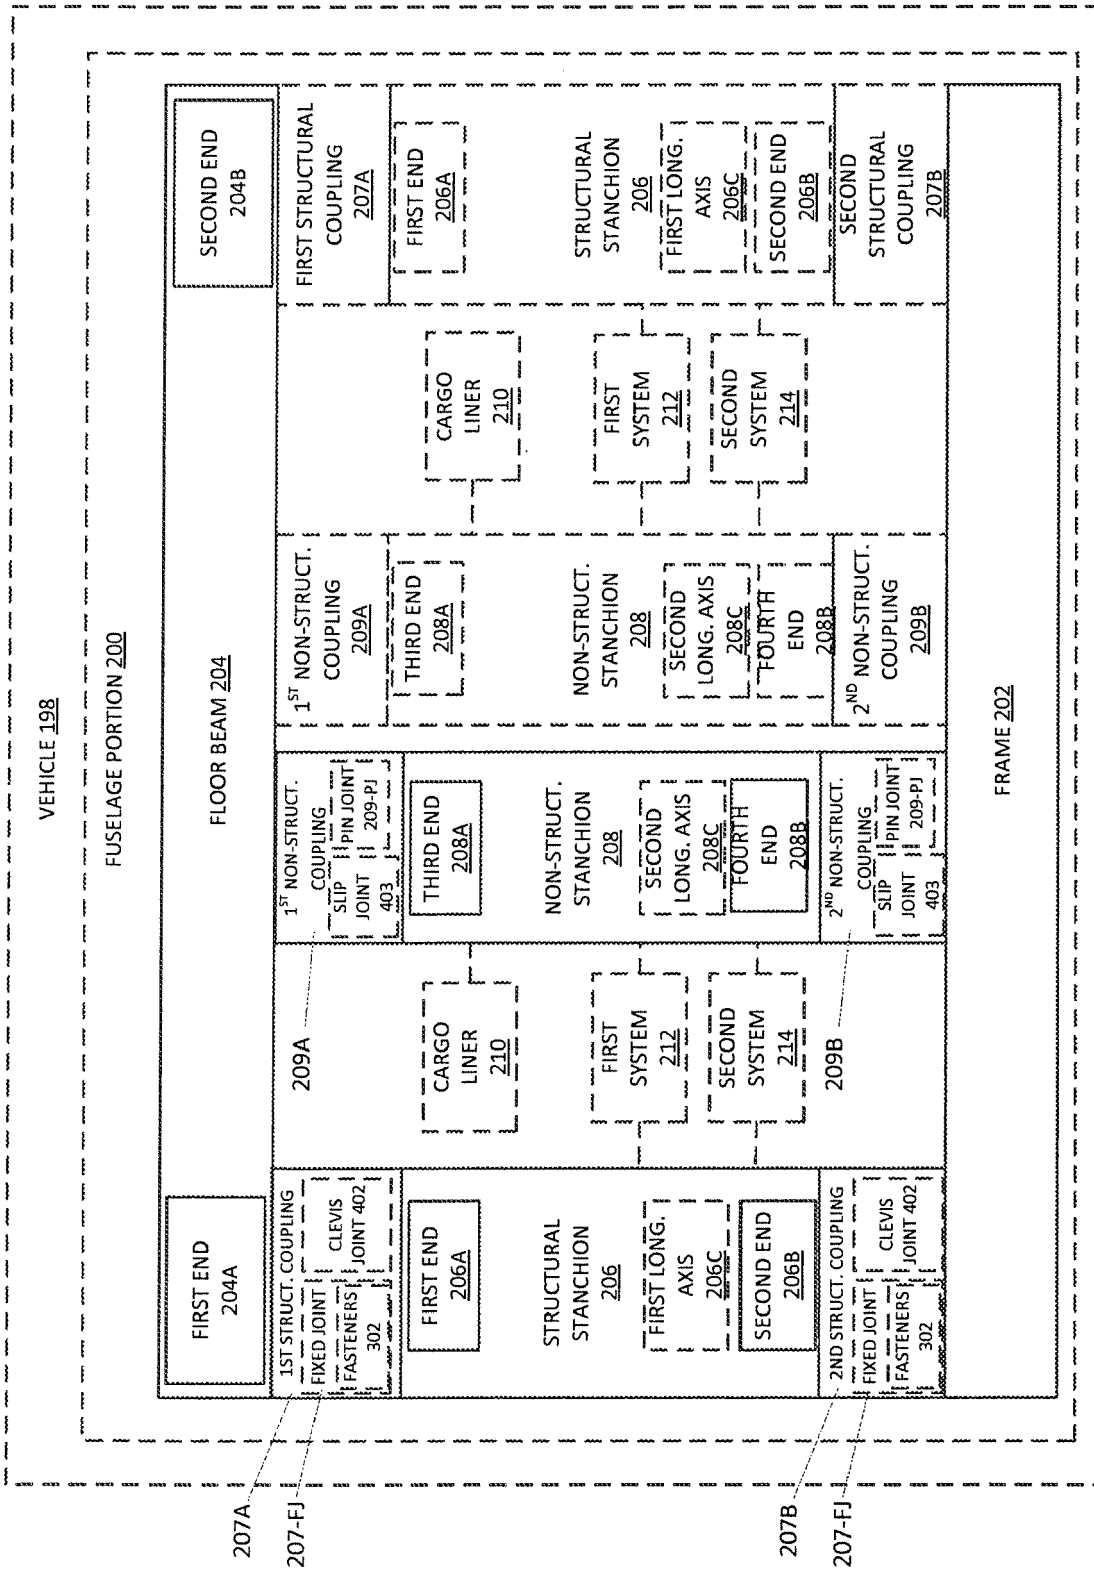 VEHICLE 198
FUSELAGE PORTION 200
FLOOR BEAM 204
FIRST END
204A
SECOND END
204B
207A
207-FJ
1ST STRUCT. COUPLING
FIXED JOINT
FASTENERS
302
CLEVIS
JOINT 402
FIRST END
206A
STRUCTURAL
STANCHION
206
FIRST LONG.
AXIS
206C
SECOND END
206B
207B
207-FJ
2ND STRUCT. COUPLING
FIXED JOINT
FASTENERS
302
CLEVIS
JOINT 402
209A
CARGO
LINER
210
FIRST
SYSTEM
212
SECOND
SYSTEM
214
209B
1ST NON-STRUCT.
COUPLING
SLIP
JOINT
403
PIN JOINT
209-PJ
THIRD END
208A
NON-STRUCT.
STANCHION
208
SECOND
LONG. AXIS
208C
FOURTH
END
208B
2ND NON-STRUCT.
COUPLING
SLIP
JOINT
403
PIN JOINT
209-PJ
1ST NON-STRUCT.
COUPLING
209A
THIRD END
208A
NON-STRUCT.
STANCHION
208
SECOND
LONG. AXIS
208C
FOURTH
END
208B
2ND NON-STRUCT.
COUPLING
209B
CARGO
LINER
210
FIRST
SYSTEM
212
SECOND
SYSTEM
214
FIRST STRUCTURAL
COUPLING
207A
FIRST END
206A
STRUCTURAL
STANCHION
206
FIRST LONG.
AXIS
206C
SECOND END
206B
SECOND
STRUCTURAL
COUPLING
207B
FRAME 202